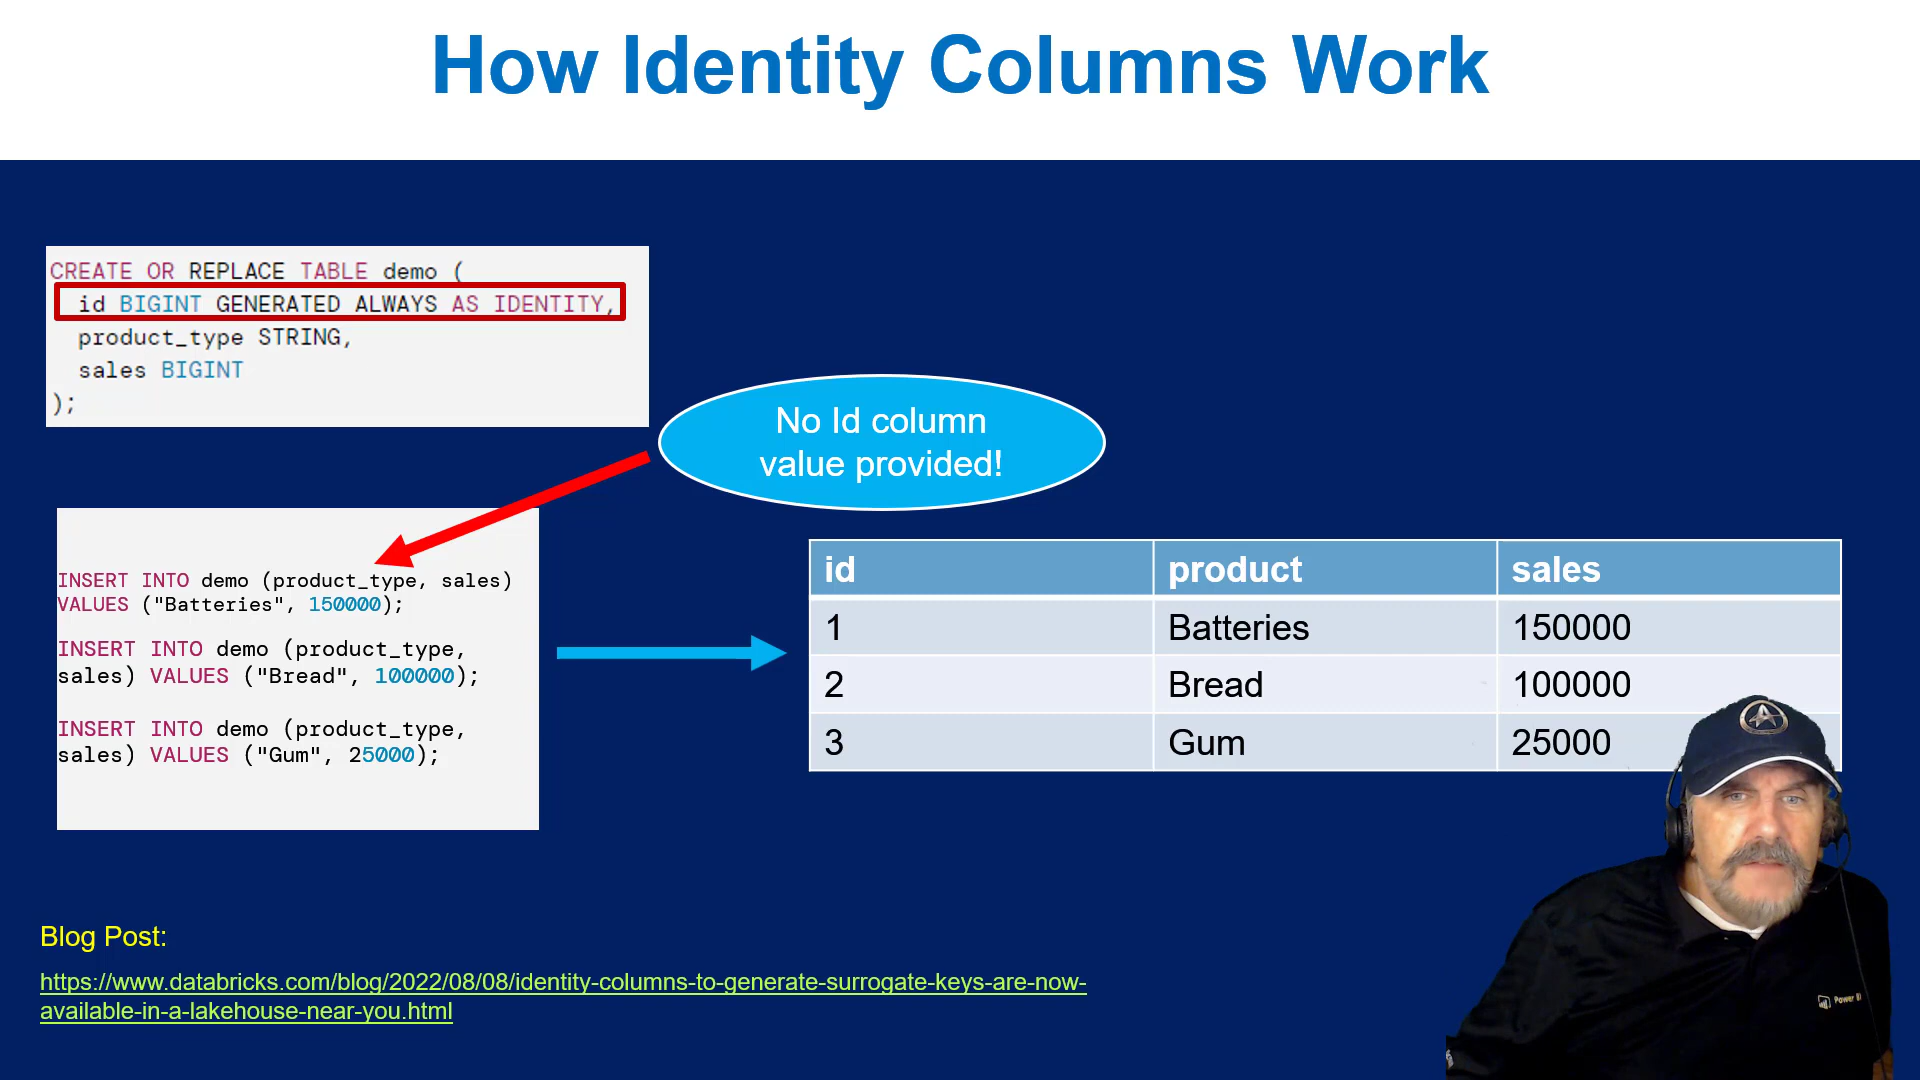 How Identity Columns Work
CREATE OR REPLACE TABLE demo (
id BIGINT GENERATED ALWAYS AS IDENTITY,
product_type STRING,
sales BIGINT
);
No Id column
value provided!
INSERT INTO demo (product_type, sales)
VALUES ("Batteries", 150000);
INSERT INTO demo (product_type,
sales) VALUES ("Bread", 100000);
INSERT INTO demo (product_type,
sales) VALUES ("Gum", 25000);
id product sales
1 Batteries 150000
2 Bread 100000
3 Gum 25000
Blog Post:
https://www.databricks.com/blog/2022/08/08/identity-columns-to-generate-surrogate-keys-are-now-
available-in-a-lakehouse-near-you.html
Power BI